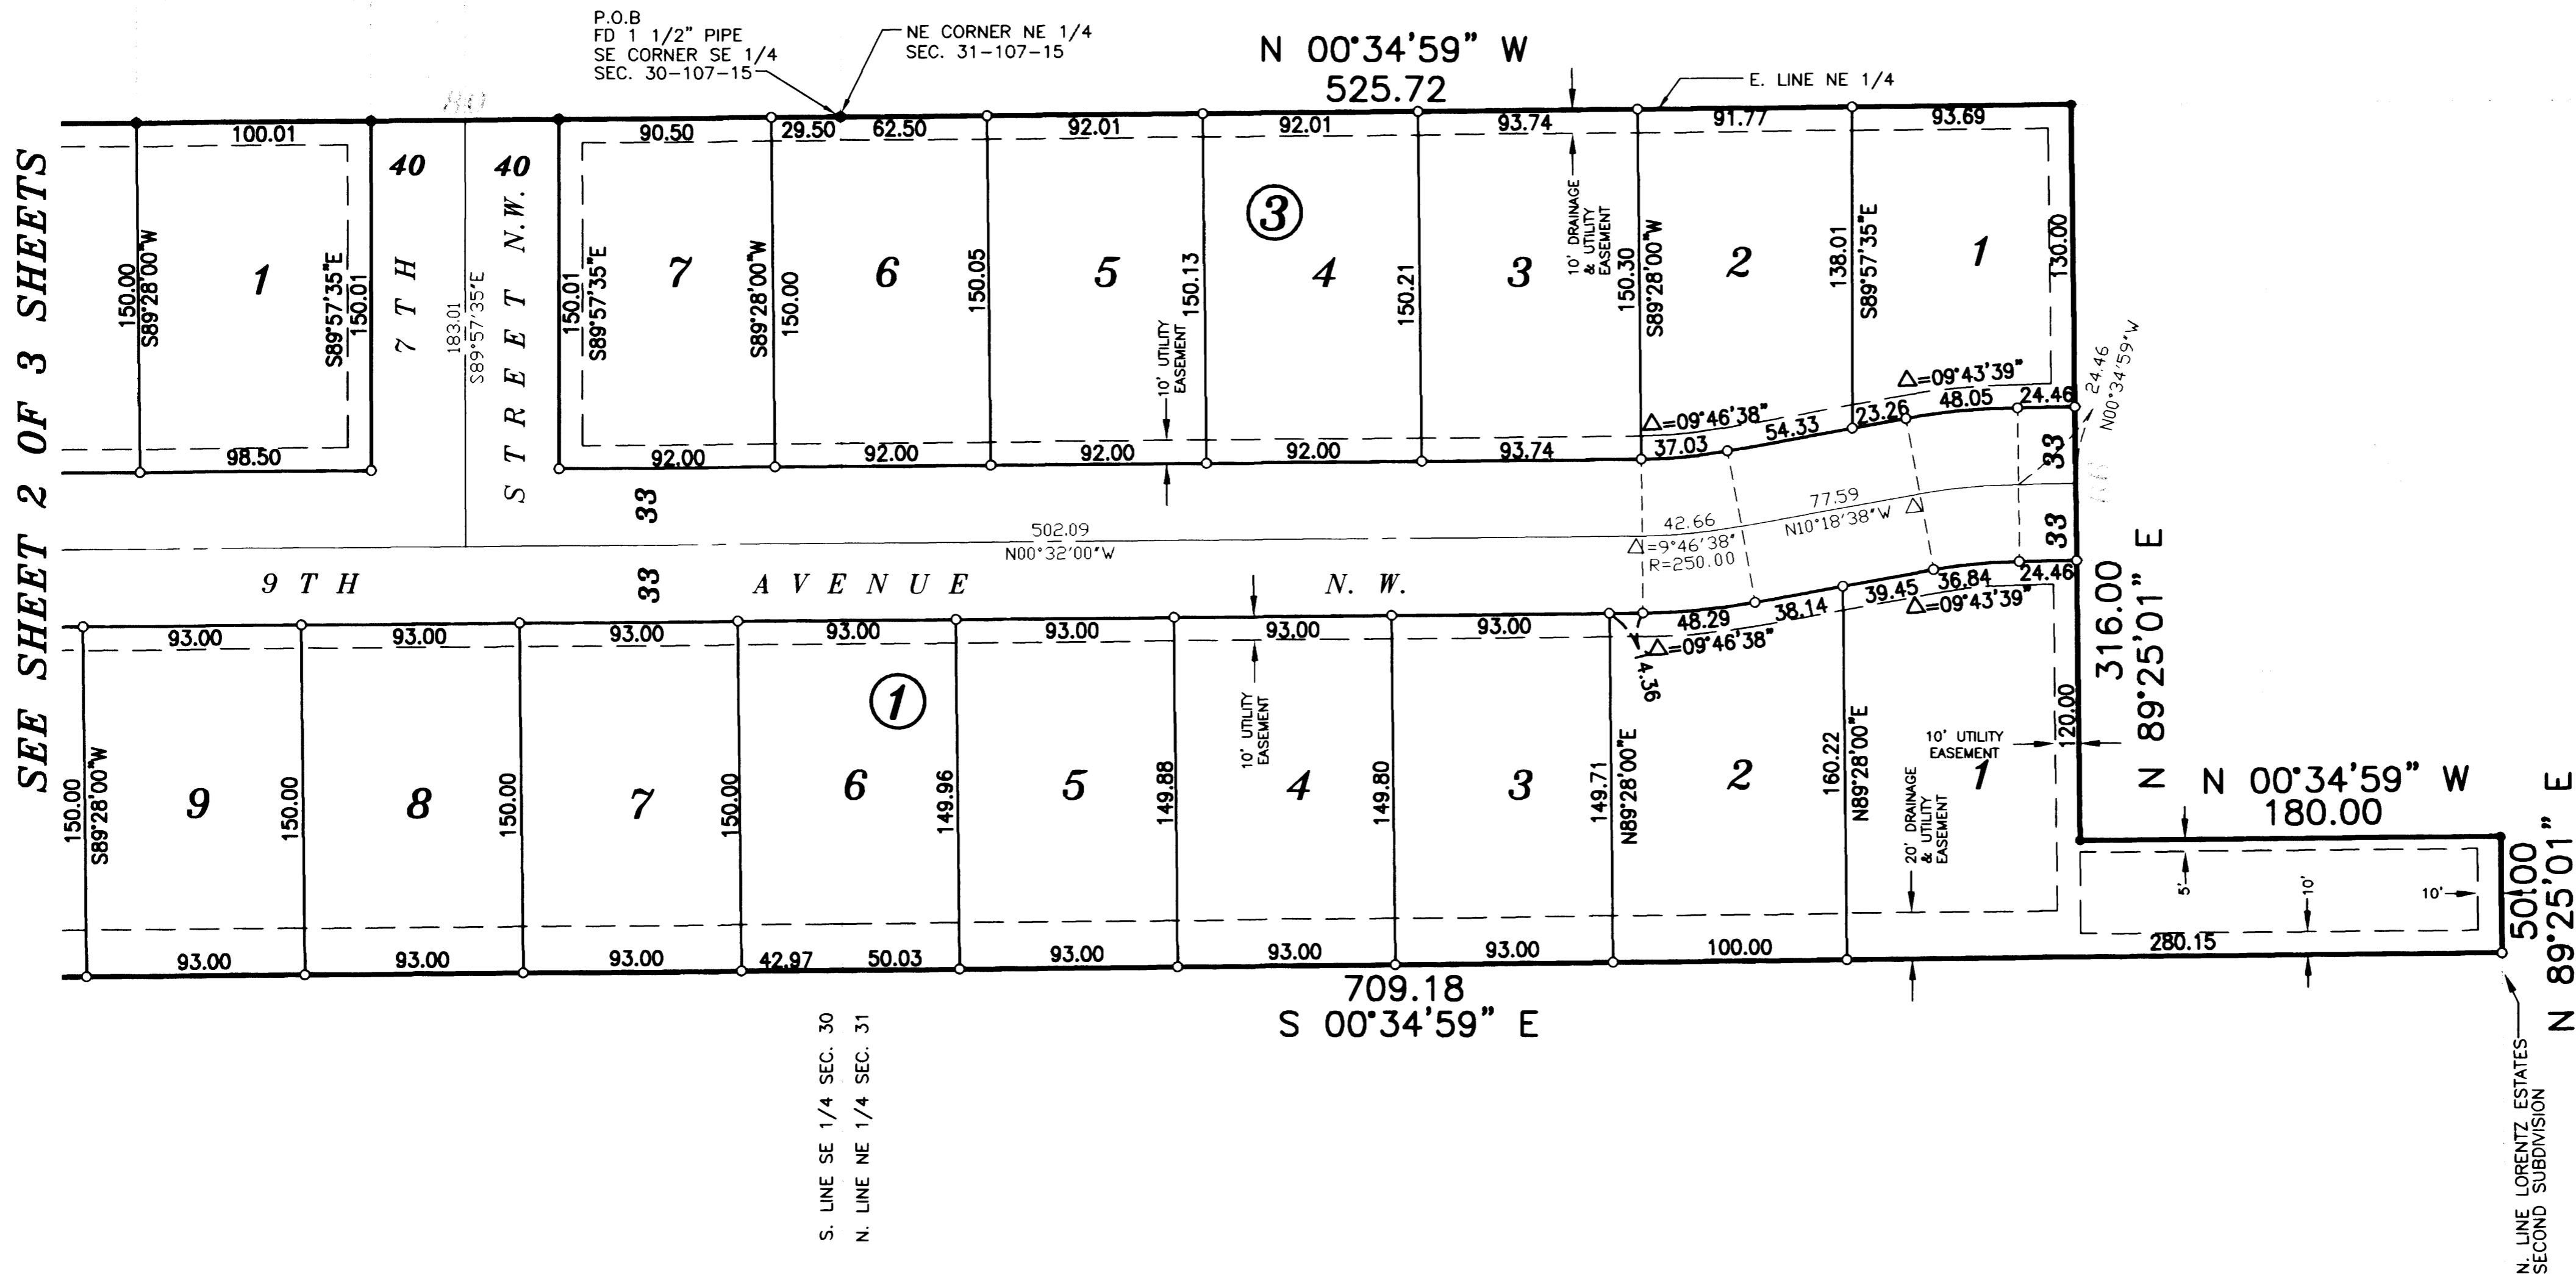 P.O.B
FD 1 1/2" PIPE
SE CORNER SE 1/4
SEC. 30-107-15
NE CORNER NE 1/4
SEC. 31-107-15
N 00°34'59" W
525.72
E. LINE NE 1/4
80
100.01
90.50
29.50
62.50
92.01
92.01
93.74
91.77
93.69
SEE SHEET 2 OF 3 SHEETS
40
40
150.00
S89°28'00"W
1
S89°57'35"E
150.01
7 T H
183.01
S89°57'35"E
STREET N.W.
150.01
S89°57'35"E
7
S89°28'00"W
150.00
6
150.05
5
10' UTILITY
EASEMENT
150.13
3
4
150.21
3
10' DRAINAGE
& UTILITY
EASEMENT
150.30
S89°28'00"W
2
138.01
S89°57'35"E
1
130.00
24.46
N00°34'59"W
98.50
92.00
92.00
92.00
92.00
93.74
△=09°46'38"
37.03
54.33
23.26
△=09°43'39"
48.05
24.46
33
33
33
33
502.09
N00°32'00"W
42.66
△=9°46'38"
R=250.00
77.59
N10°18'38"W
△
9 T H
A V E N U E
N. W.
316.00
N 89°25'01" E
93.00
93.00
93.00
93.00
93.00
93.00
93.00
4.36
48.29
△=09°46'38"
38.14
39.45
36.84
△=09°43'39"
24.46
1
150.00
S89°28'00"W
9
150.00
8
150.00
7
150.00
6
149.96
5
149.88
10' UTILITY
EASEMENT
4
149.80
3
149.71
N89°28'00"E
2
160.22
N89°28'00"E
10' UTILITY
EASEMENT
1
20' DRAINAGE
& UTILITY
EASEMENT
120.00
N 00°34'59" W
180.00
5'
10'
10'
50.00
N 89°25'01" E
93.00
93.00
93.00
42.97
50.03
93.00
93.00
93.00
100.00
280.15
709.18
S 00°34'59" E
S. LINE SE 1/4 SEC. 30
N. LINE NE 1/4 SEC. 31
N. LINE LORENTZ ESTATES
SECOND SUBDIVISION